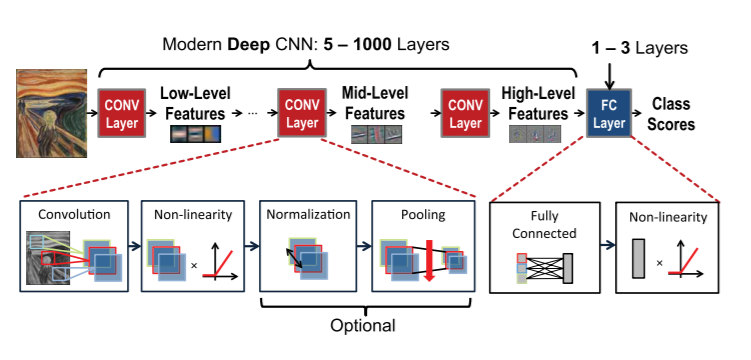 Modern Deep CNN: 5 – 1000 Layers
1 – 3 Layers
CONV
Layer
Low-Level
Features
...
CONV
Layer
Mid-Level
Features
CONV
Layer
High-Level
Features
FC
Layer
Class
Scores
Convolution
Non-linearity
×
Normalization
Pooling
Fully
Connected
Non-linearity
×
Optional